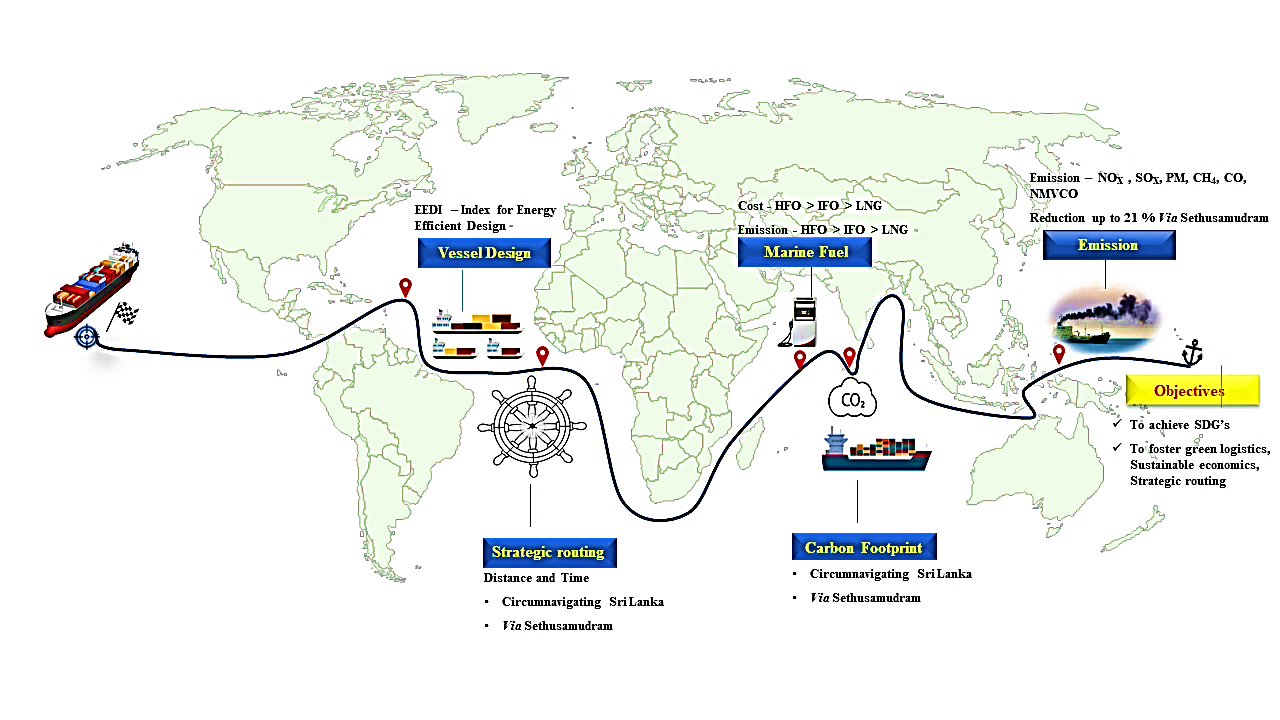 EEDI – Index for Energy
Efficient Design -
Vessel Design
Cost - HFO > IFO > LNG
Emission - HFO > IFO > LNG
Marine Fuel
Emission – NOX , SOX, PM, CH4, CO,
NMVCO
Reduction up to 21 % Via Sethusamudram
Emission
CO2
Objectives
✓ To achieve SDG's
✓ To foster green logistics,
Sustainable economics,
Strategic routing
Strategic routing
Distance and Time
• Circumnavigating Sri Lanka
• Via Sethusamudram
Carbon Footprint
• Circumnavigating Sri Lanka
• Via Sethusamudram